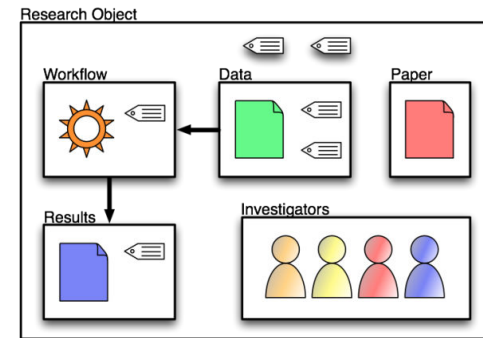 Research Object
Workflow
Data
Paper
Results
Investigators